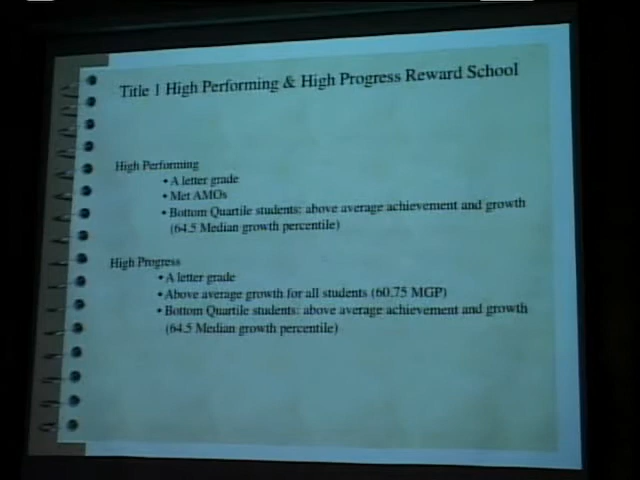 Title 1 High Performing & High Progress Reward School
High Performing
• A letter grade
• Met AMOs
• Bottom Quartile students: above average achievement and growth
(64.5 Median growth percentile)
High Progress
• A letter grade
• Above average growth for all students (60.75 MGP)
• Bottom Quartile students: above average achievement and growth
(64.5 Median growth percentile)